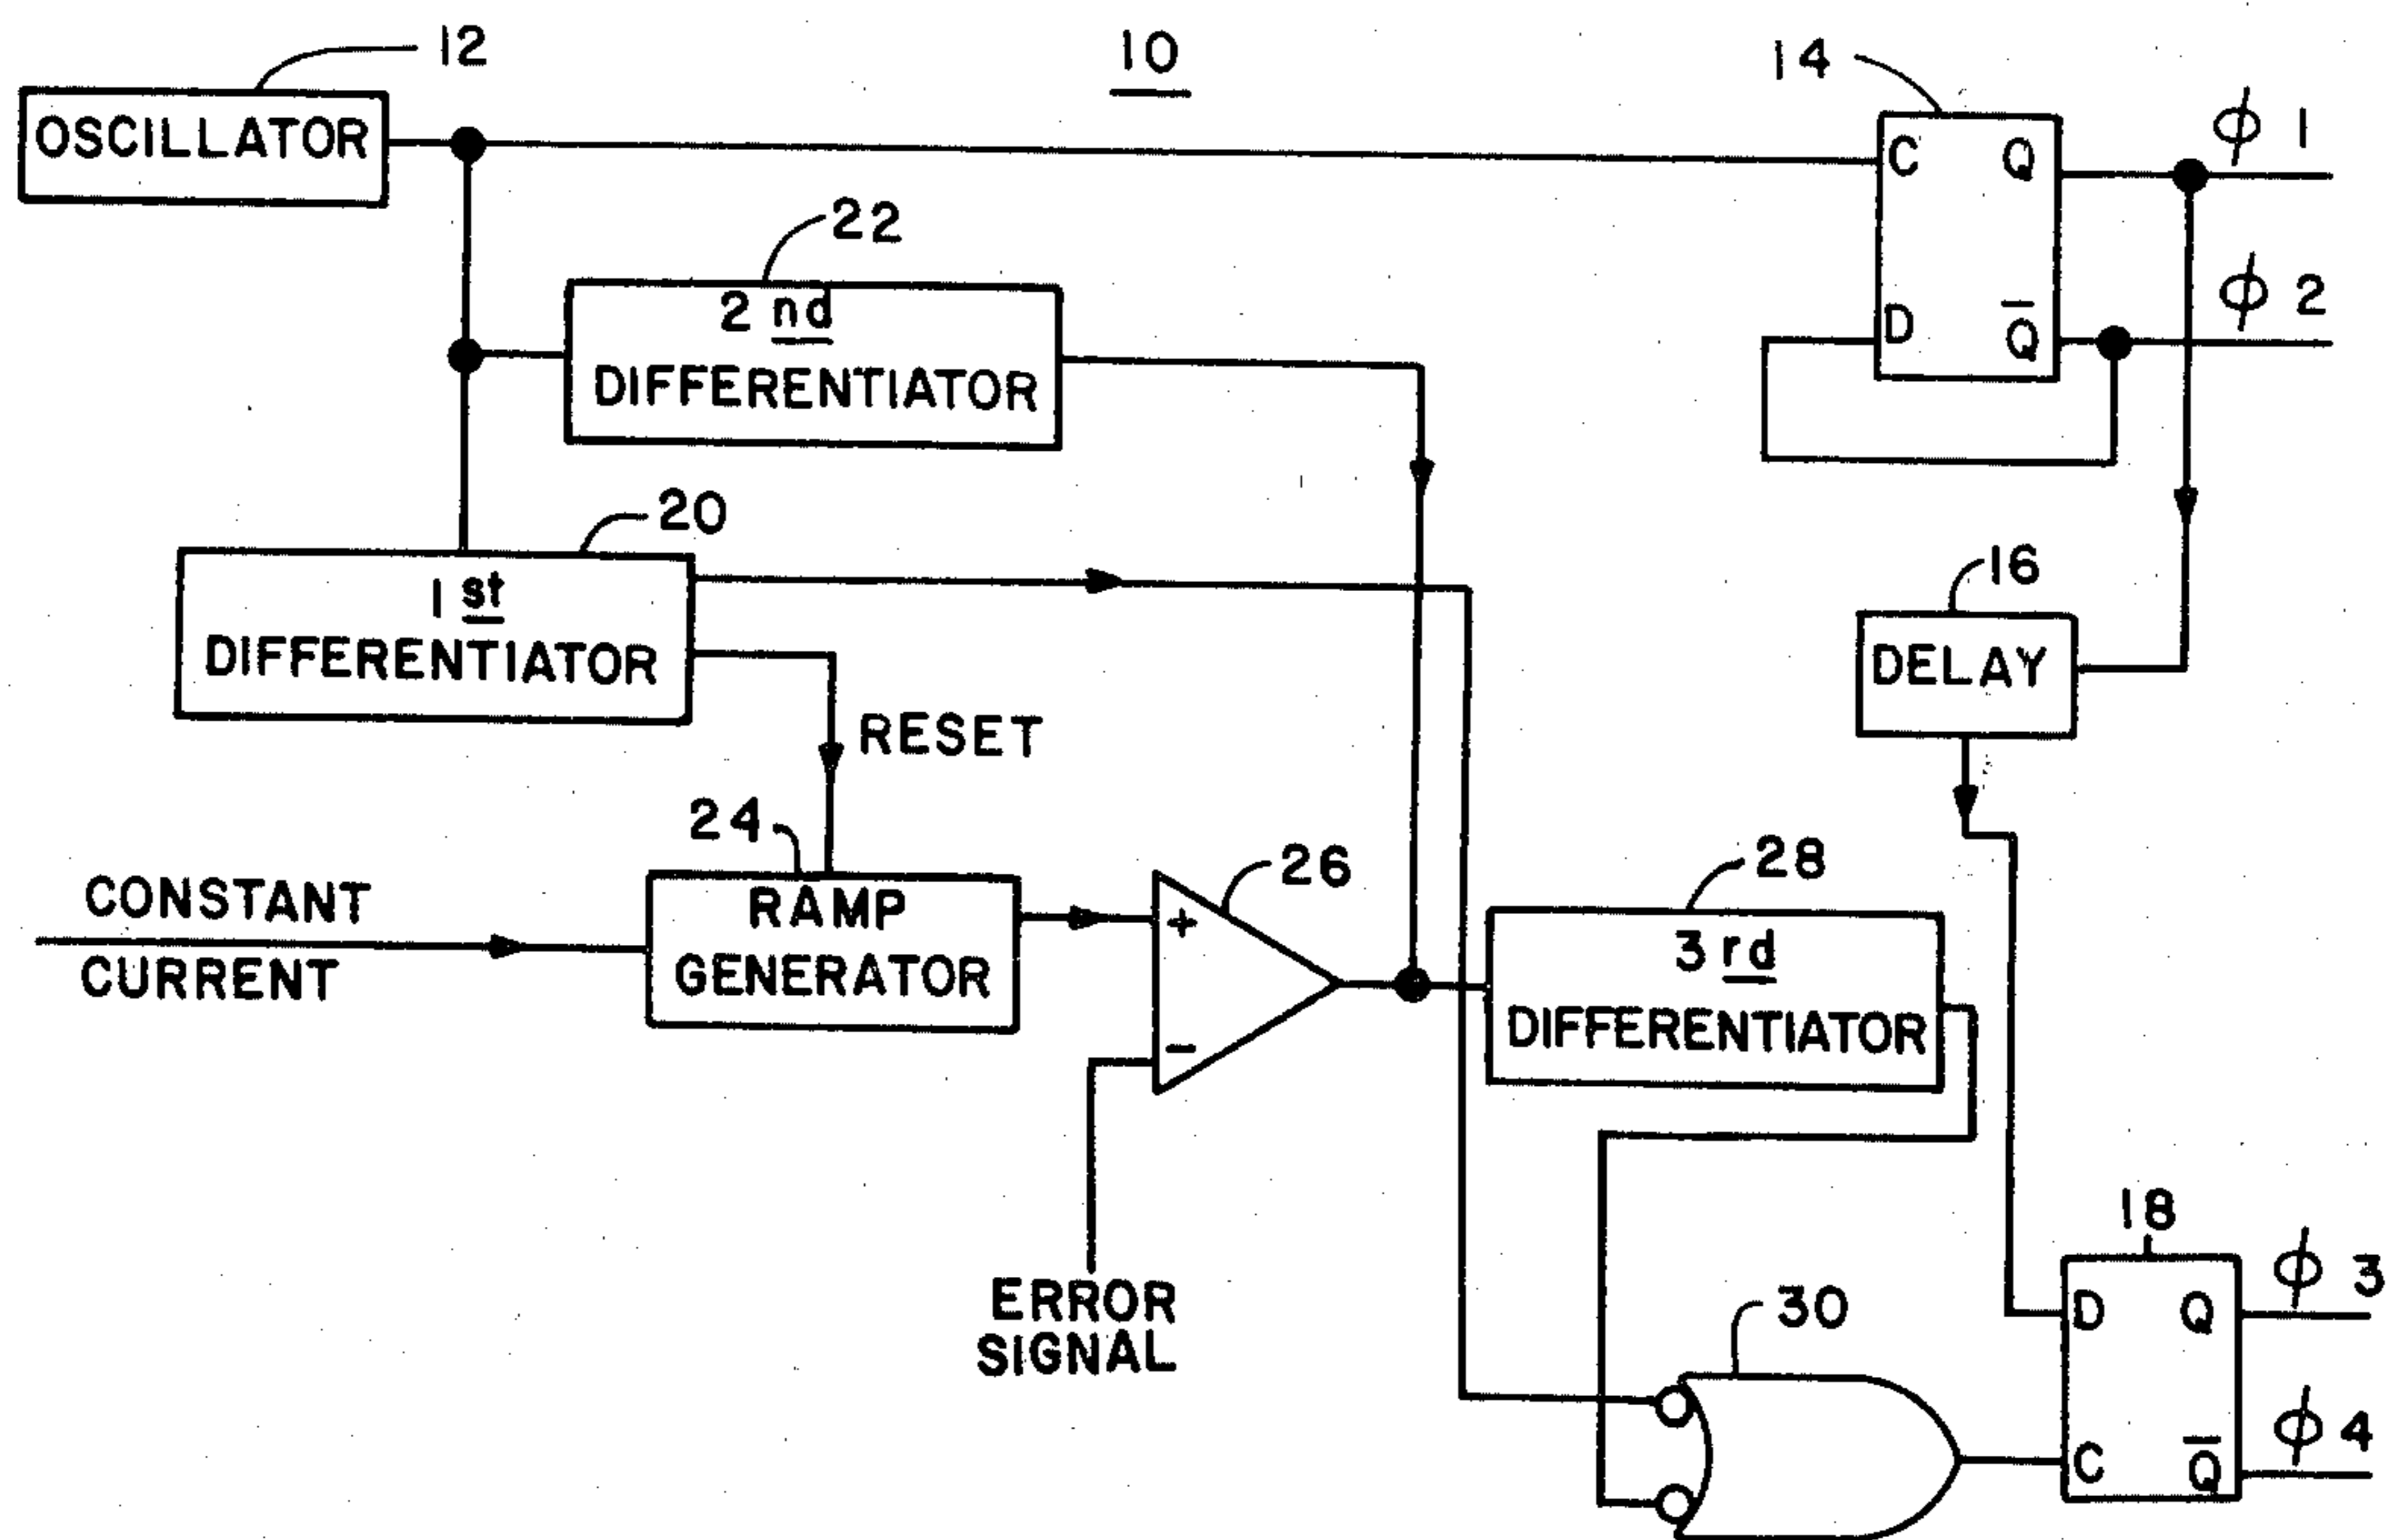 12
10
14
OSCILLATOR
C Q
ϕ 1
22
2 nd
DIFFERENTIATOR
D Q̅
ϕ 2
20
1 st
DIFFERENTIATOR
16
DELAY
RESET
24
RAMP
GENERATOR
CONSTANT
CURRENT
+
−
26
28
3 rd
DIFFERENTIATOR
ERROR
SIGNAL
18
30
D Q
ϕ 3
C Q̅
ϕ 4